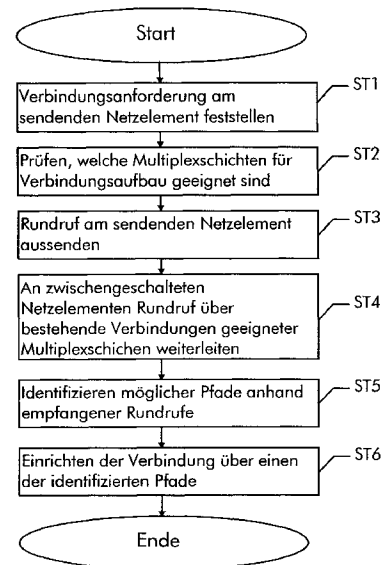 Start
ST1
Verbindungsanforderung am
sendenden Netzelement feststellen
ST2
Prüfen, welche Multiplexschichten für
Verbindungsaufbau geeignet sind
ST3
Rundruf am sendenden Netzelement
aussenden
ST4
An zwischengeschalteten
Netzelementen Rundruf über
bestehende Verbindungen geeigneter
Multiplexschichen weiterleiten
ST5
Identifizieren möglicher Pfade anhand
empfangener Rundrufe
ST6
Einrichten der Verbindung über einen
der identifizierten Pfade
Ende